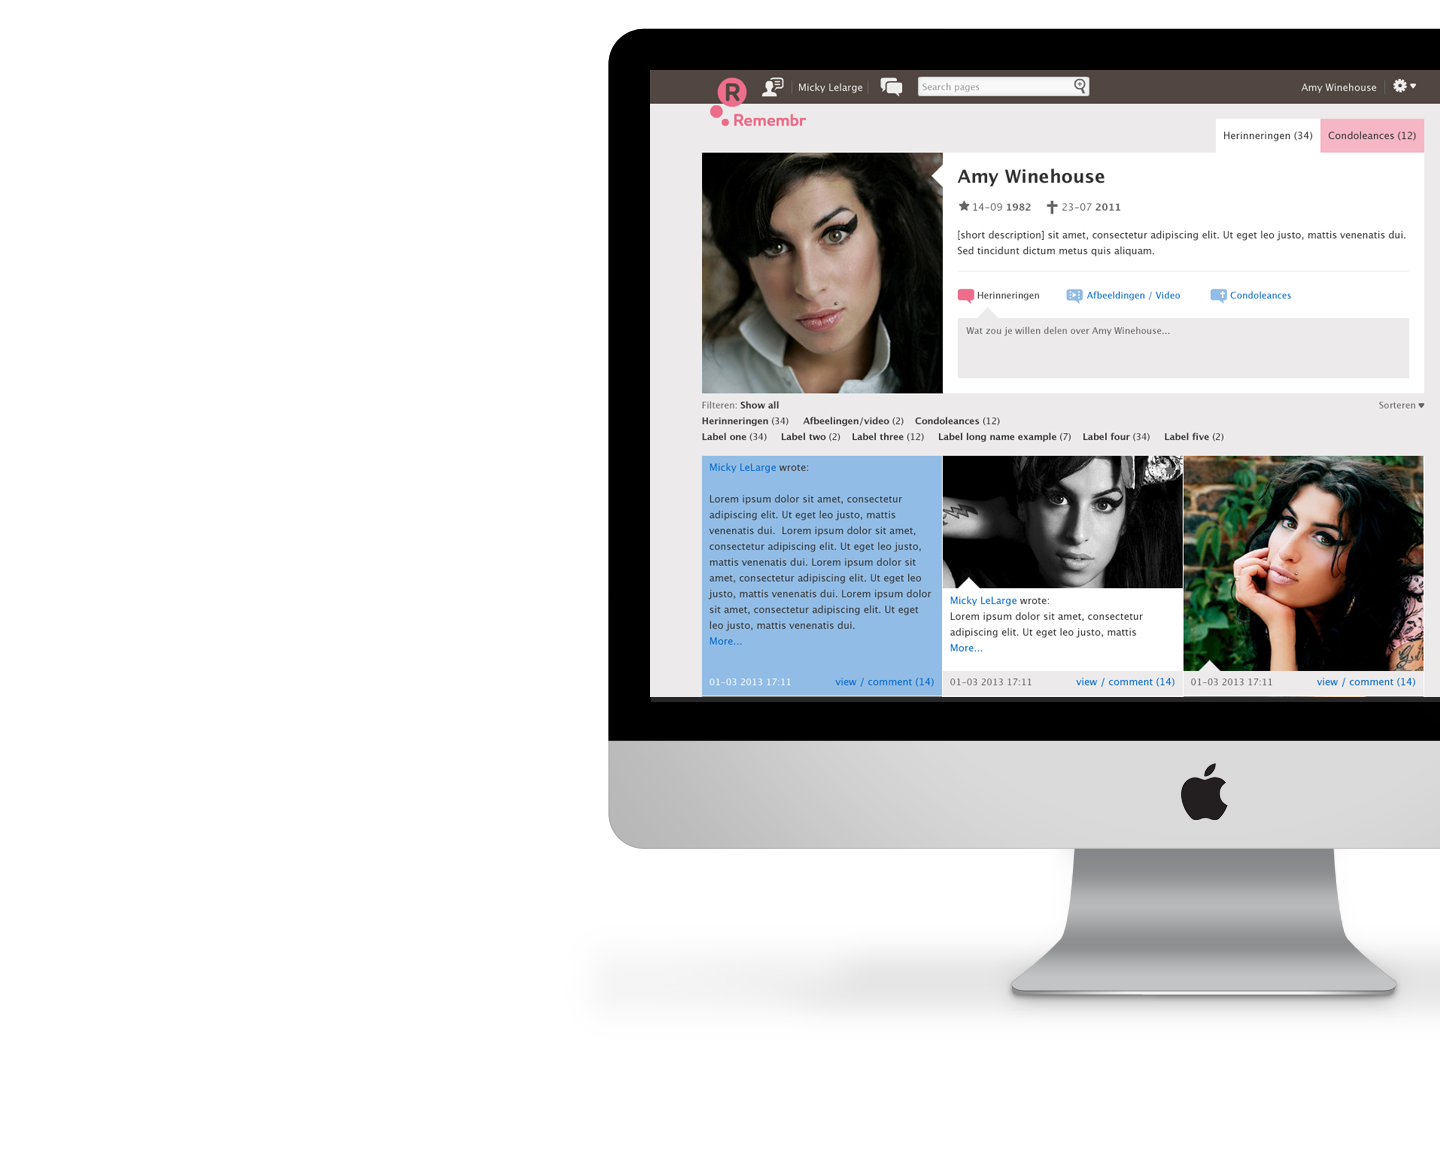 R
Remembr
Micky Lelarge
Search pages
Amy Winehouse
Herinneringen (34)
Condoleances (12)
Amy Winehouse
14-09 1982
23-07 2011
[short description] sit amet, consectetur adipiscing elit. Ut eget leo justo, mattis venenatis dui.
Sed tincidunt dictum metus quis aliquam.
Herinneringen
Afbeeldingen / Video
Condoleances
Wat zou je willen delen over Amy Winehouse...
Filteren: Show all
Sorteren
Herinneringen (34) Afbeelingen/video (2) Condoleances (12)
Label one (34) Label two (2) Label three (12) Label long name example (7) Label four (34) Label five (2)
Micky LeLarge wrote:
Lorem ipsum dolor sit amet, consectetur
adipiscing elit. Ut eget leo justo, mattis
venenatis dui. Lorem ipsum dolor sit amet,
consectetur adipiscing elit. Ut eget leo justo,
mattis venenatis dui. Lorem ipsum dolor sit
amet, consectetur adipiscing elit. Ut eget leo
justo, mattis venenatis dui. Lorem ipsum dolor
sit amet, consectetur adipiscing elit. Ut eget
leo justo, mattis venenatis dui.
More...
01-03 2013 17:11
view / comment (14)
Micky LeLarge wrote:
Lorem ipsum dolor sit amet, consectetur
adipiscing elit. Ut eget leo justo, mattis
More...
01-03 2013 17:11
view / comment (14)
01-03 2013 17:11
view / comment (14)